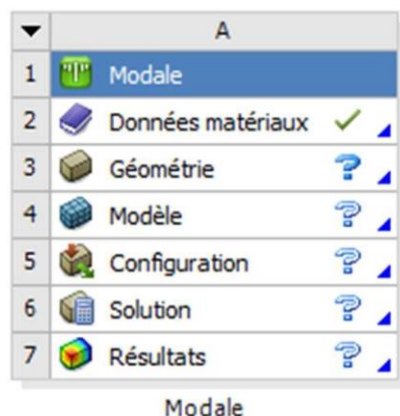 A
1 Modale
2 Données matériaux
3 Géométrie
4 Modèle
5 Configuration
6 Solution
7 Résultats
Modale